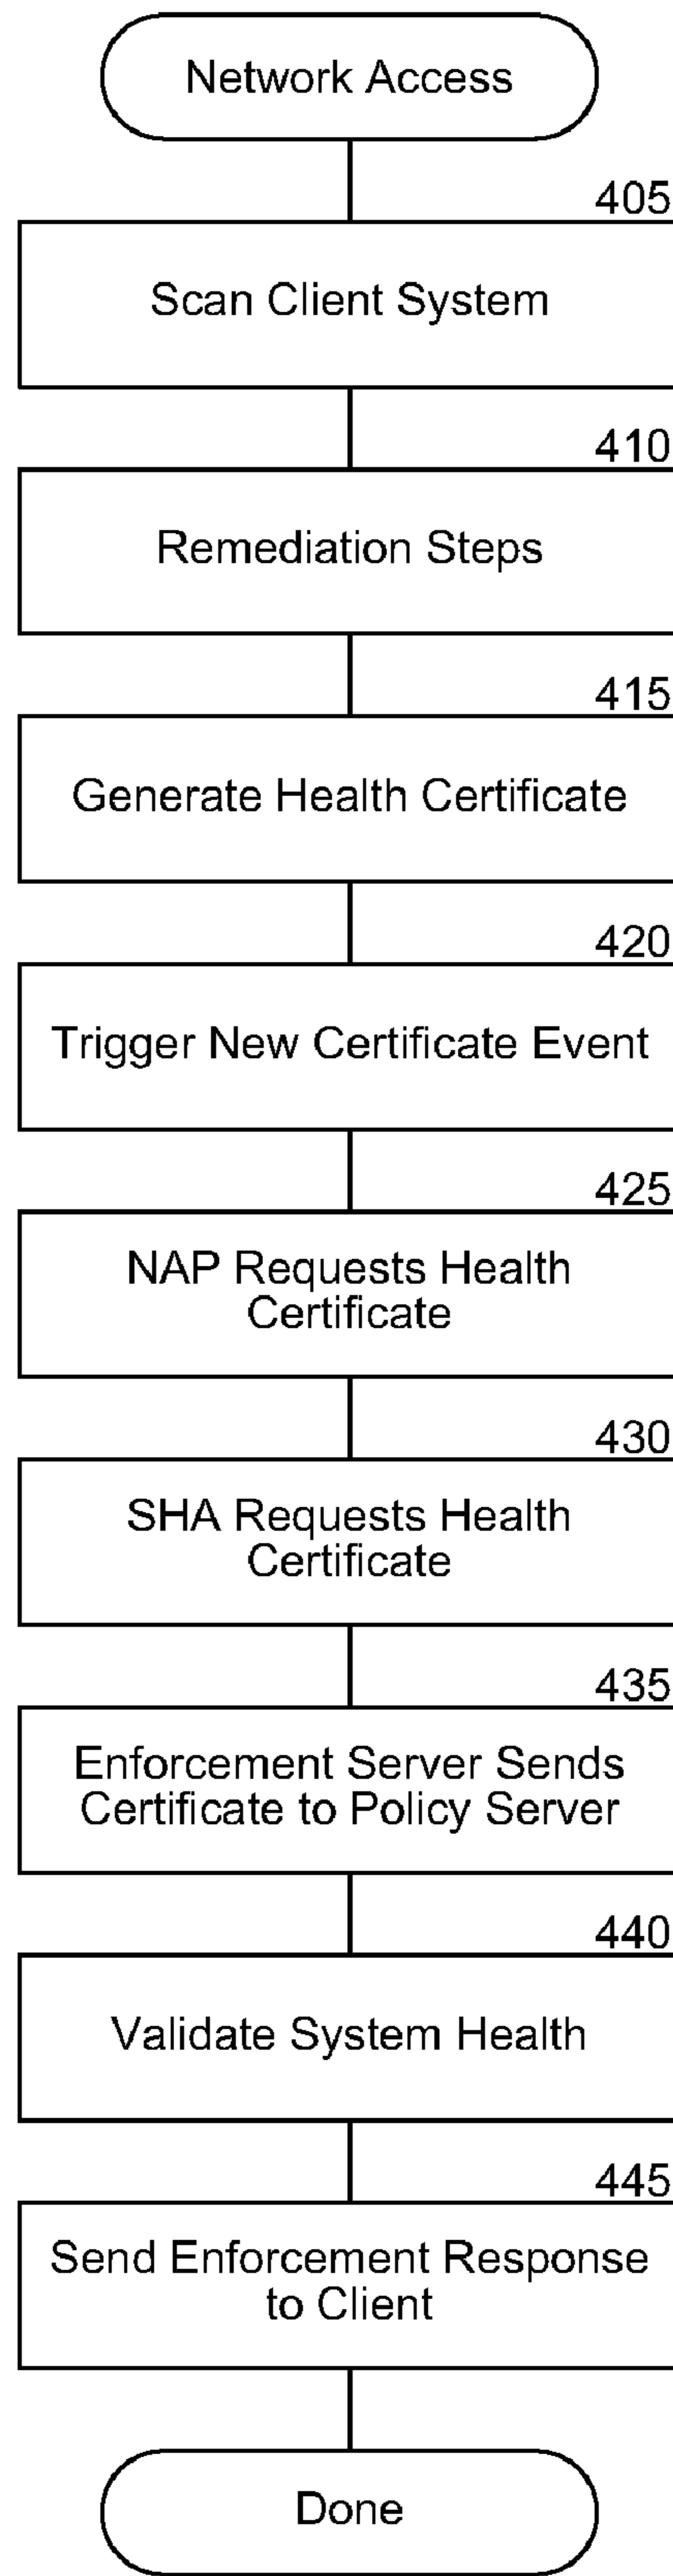 Network Access
405
Scan Client System
410
Remediation Steps
415
Generate Health Certificate
420
Trigger New Certificate Event
425
NAP Requests Health
Certificate
430
SHA Requests Health
Certificate
435
Enforcement Server Sends
Certificate to Policy Server
440
Validate System Health
445
Send Enforcement Response
to Client
Done